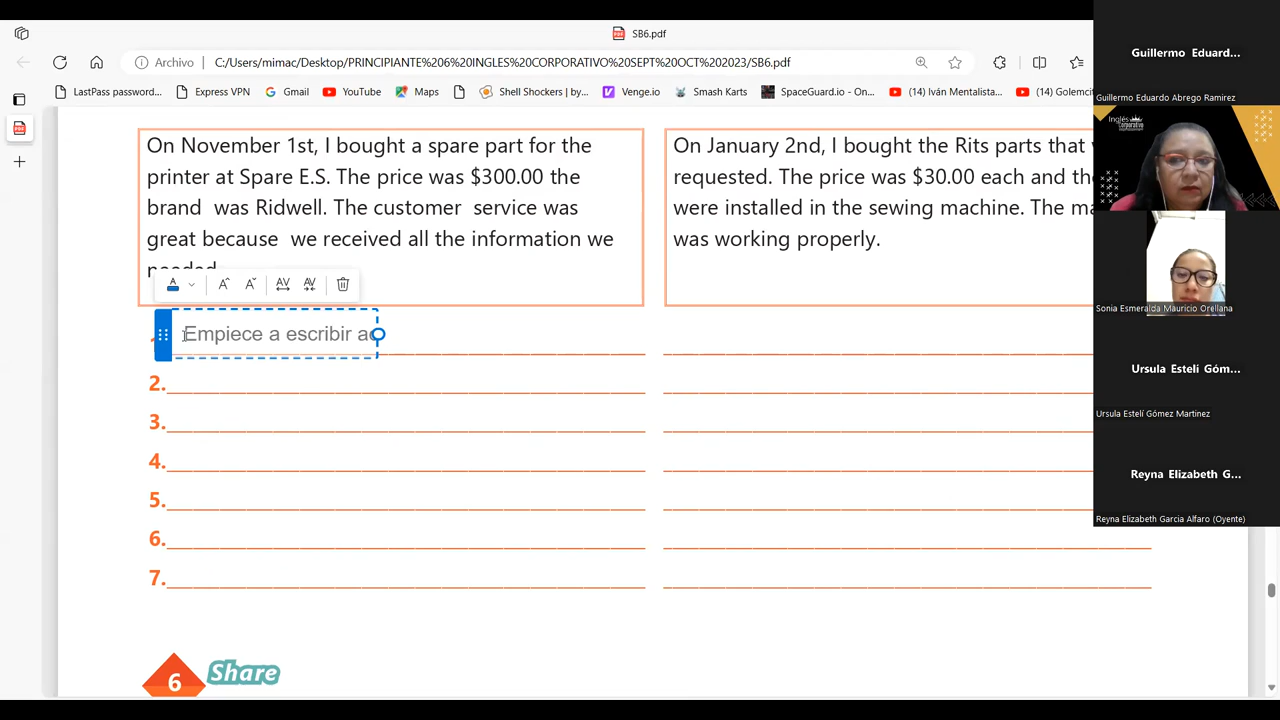 SB6.pdf
Archivo
C:/Users/mimac/Desktop/PRINCIPIANTE%206%20INGLES%20CORPORATIVO%20SEPT%20OCT%202023/SB6.pdf
LastPass password...
Express VPN
Gmail
YouTube
Maps
Shell Shockers | by...
Venge.io
Smash Karts
SpaceGuard.io - On...
(14) Iván Mentalista...
(14) Golemcit
On November 1st, I bought a spare part for the
printer at Spare E.S. The price was $300.00 the
brand was Ridwell. The customer service was
great because we received all the information we
needed
On January 2nd, I bought the Rits parts that
requested. The price was $30.00 each and
were installed in the sewing machine. The
was working properly.
Empiece a escribir
2.
3.
4.
5.
6.
7.
6
Share
Guillermo Eduard...
Guillermo Eduardo Abrego Ramirez
Inglés
Corporativo
Sonia Esmeralda Mauricio Orellana
Ursula Estelí Góm...
Ursula Estelí Gómez Martinez
Reyna Elizabeth G...
Reyna Elizabeth Garcia Alfaro (Oyente)